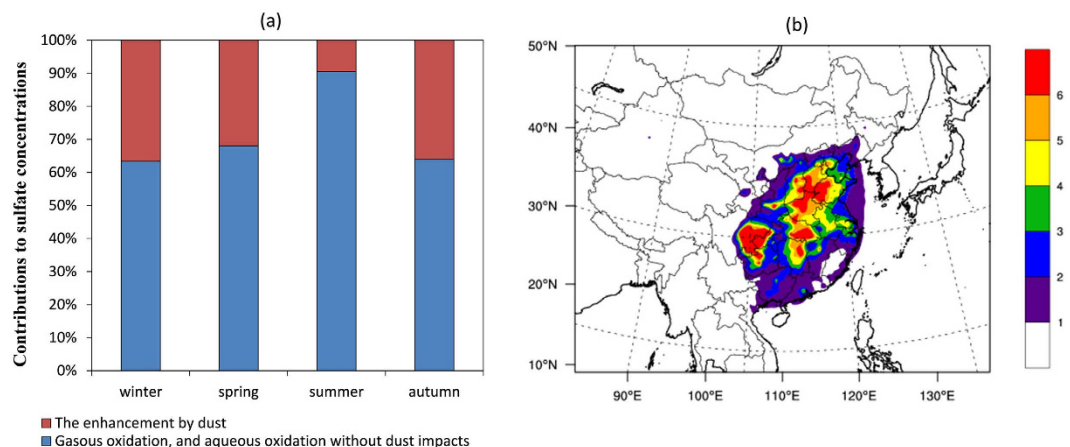 (a)
Contributions to sulfate concentrations
100%
90%
80%
70%
60%
50%
40%
30%
20%
10%
0%
winter spring summer autumn
The enhancement by dust
Gasous oxidation, and aqueous oxidation without dust impacts
(b)
50°N
40°N
30°N
20°N
10°N
90°E 100°E 110°E 120°E 130°E
6
5
4
3
2
1